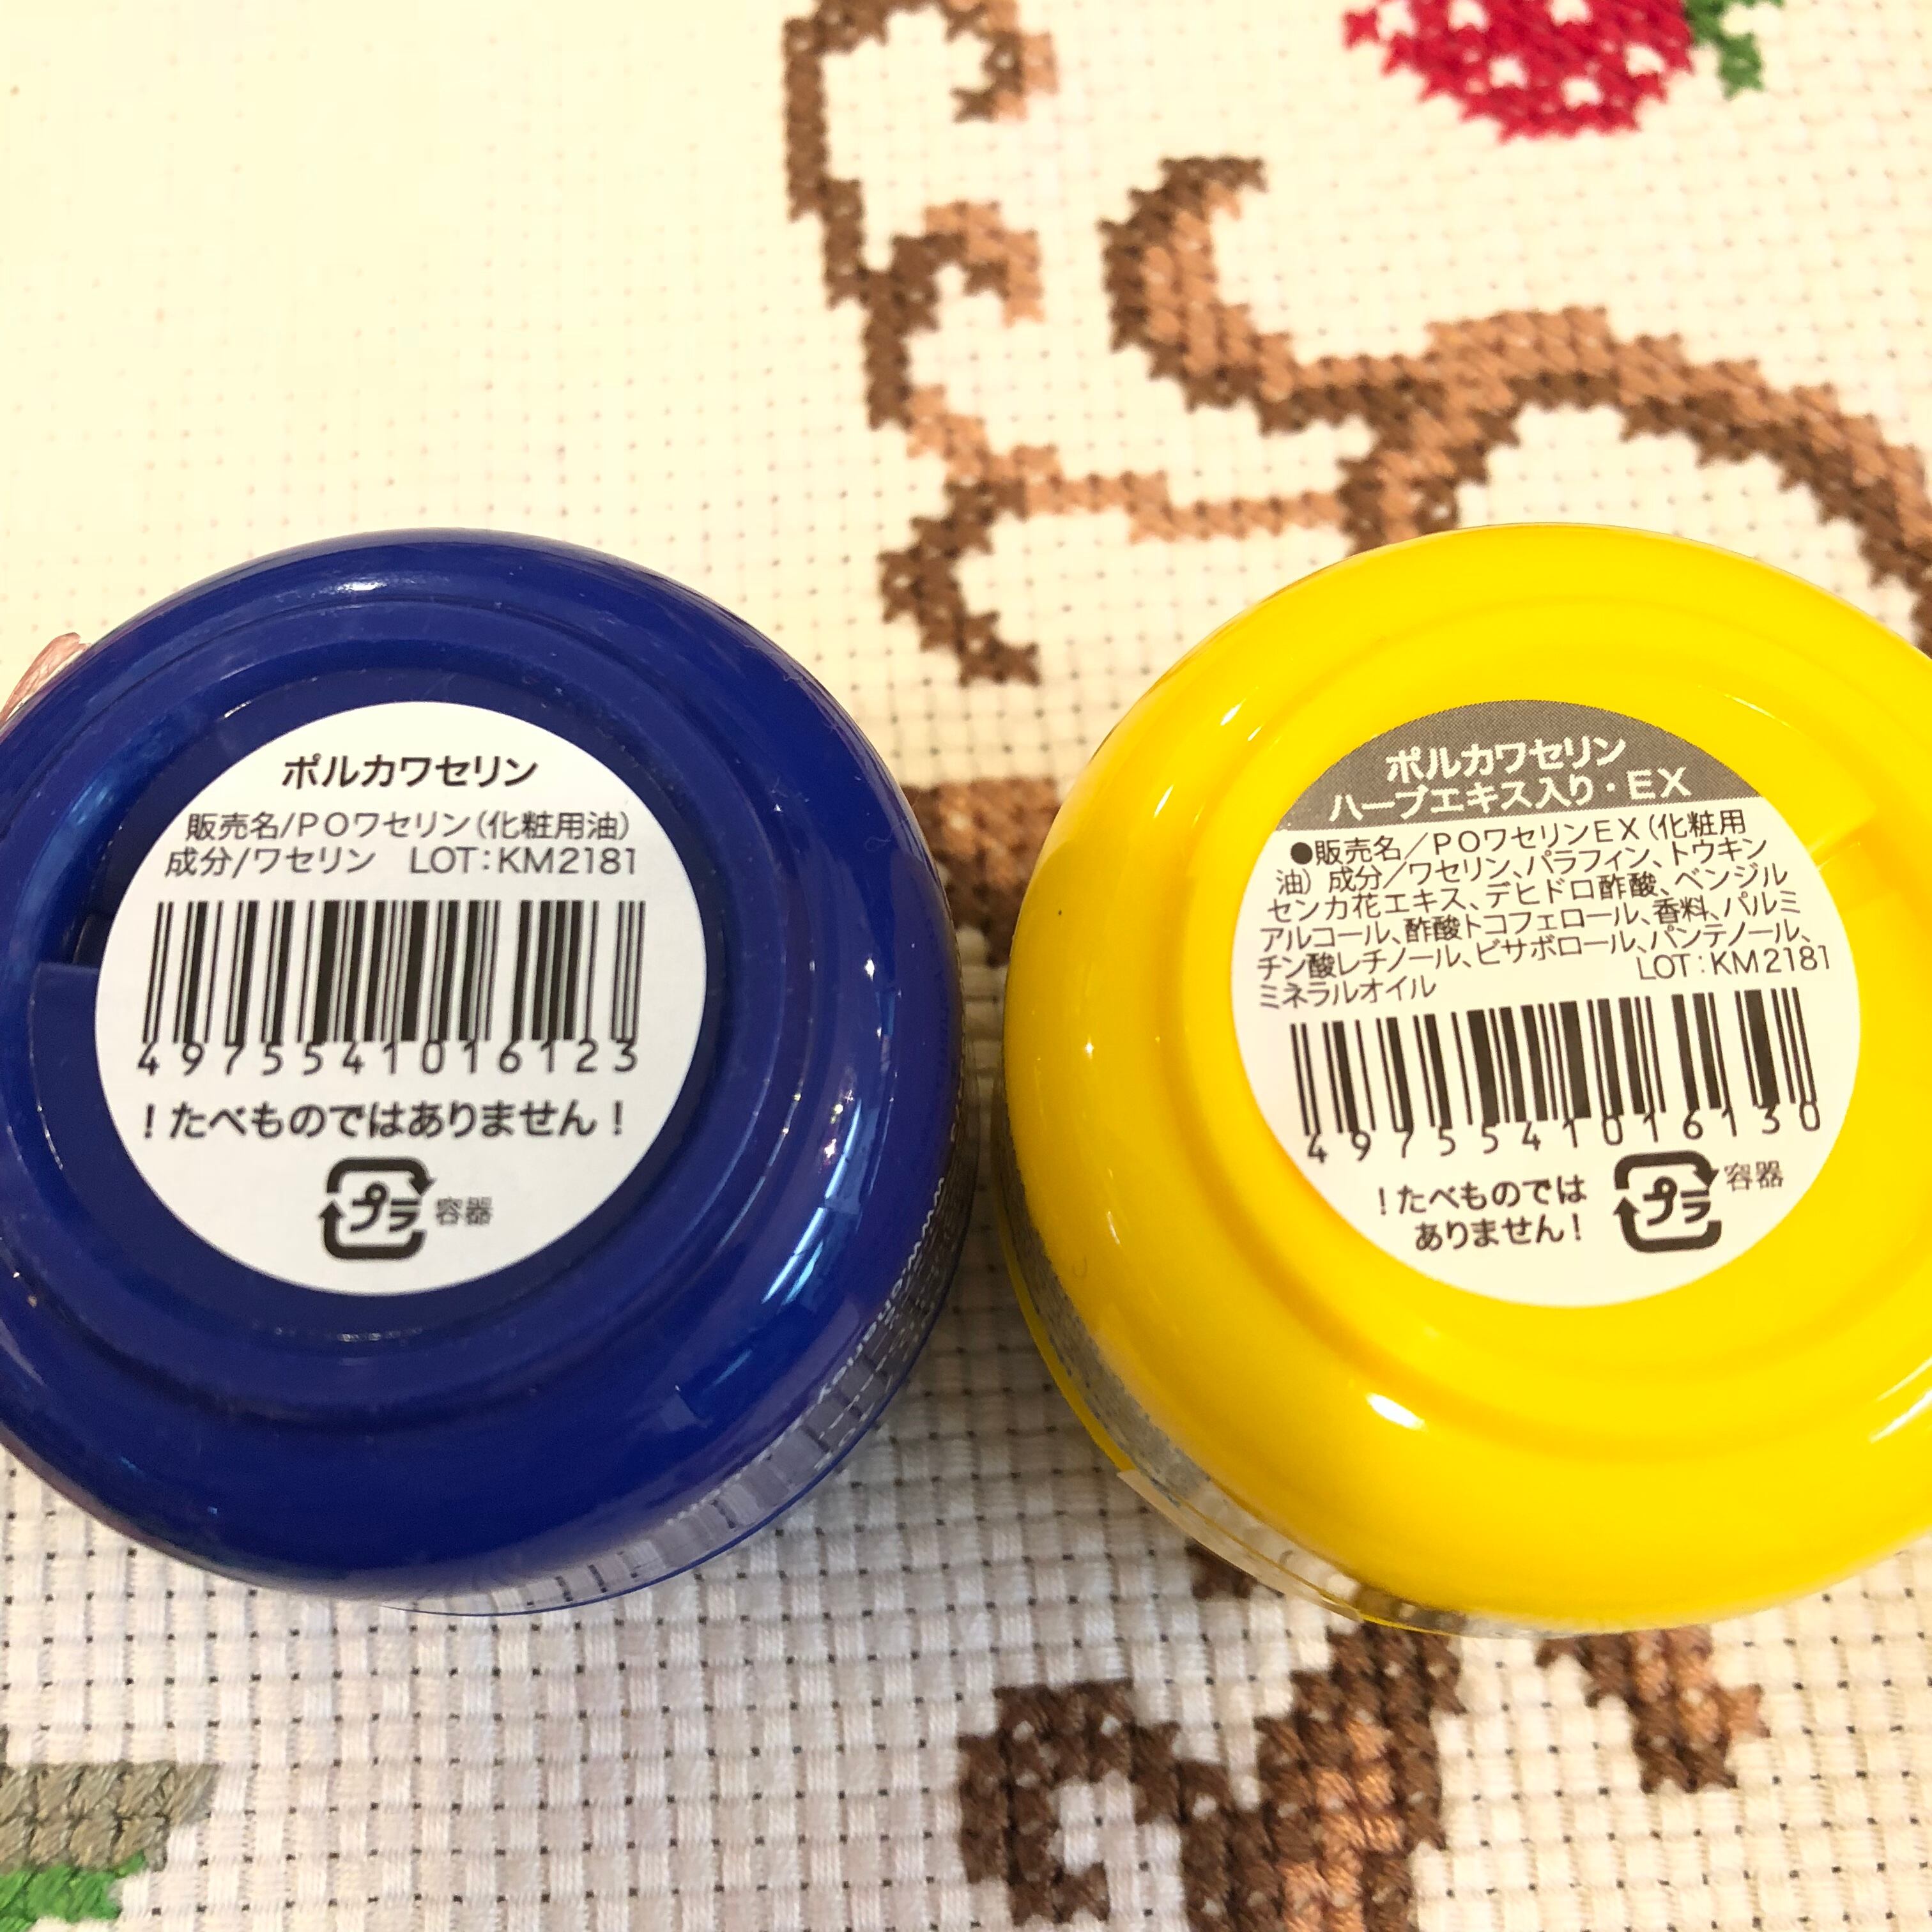 ポルカワセリン
販売名/POワセリン(化粧用油)
成分/ワセリン LOT:KM2181
4975541016123
!たべものではありません!
プラ 容器
ポルカワセリン
ハーブエキス入り・EX
●販売名/POワセリンEX(化粧用
油) 成分/ワセリン、パラフィン、トウキン
センカ花エキス、デヒドロ酢酸、ベンジル
アルコール、酢酸トコフェロール、香料、パルミ
チン酸レチノール、ビサボロール、パンテノール、
ミネラルオイル LOT:KM2181
4975541016130
!たべものでは
ありません!
プラ 容器